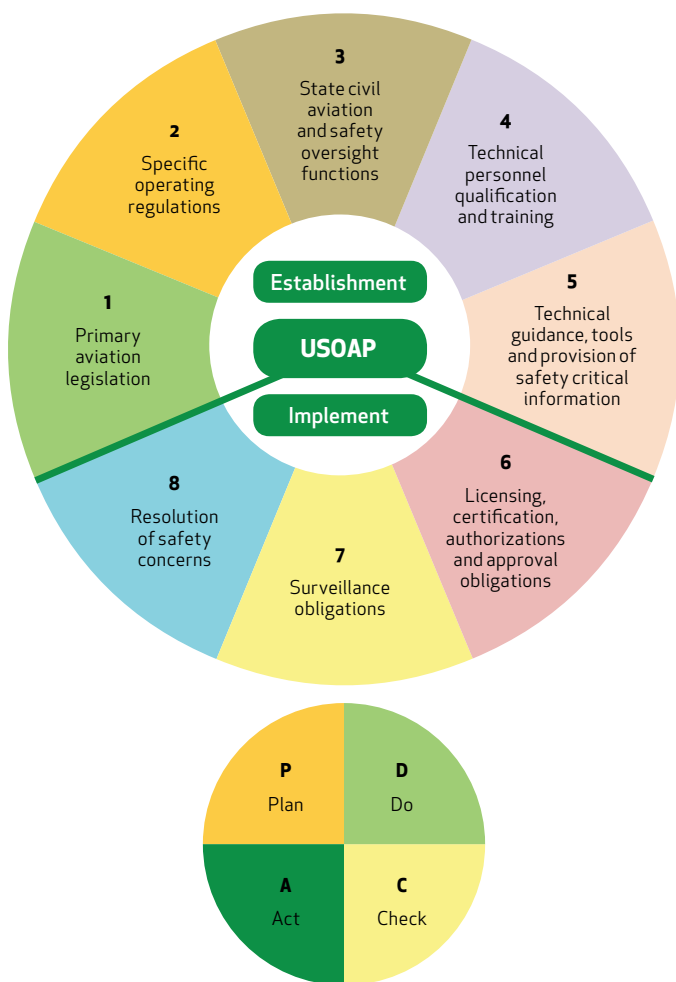 1
Primary
aviation
legislation
2
Specific
operating
regulations
3
State civil
aviation
and safety
oversight
functions
4
Technical
personnel
qualification
and training
5
Technical
guidance, tools
and provision of
safety critical
information
6
Licensing,
certification,
authorizations
and approval
obligations
7
Surveillance
obligations
8
Resolution
of safety
concerns
Establishment
USOAP
Implement
P
Plan
D
Do
A
Act
C
Check